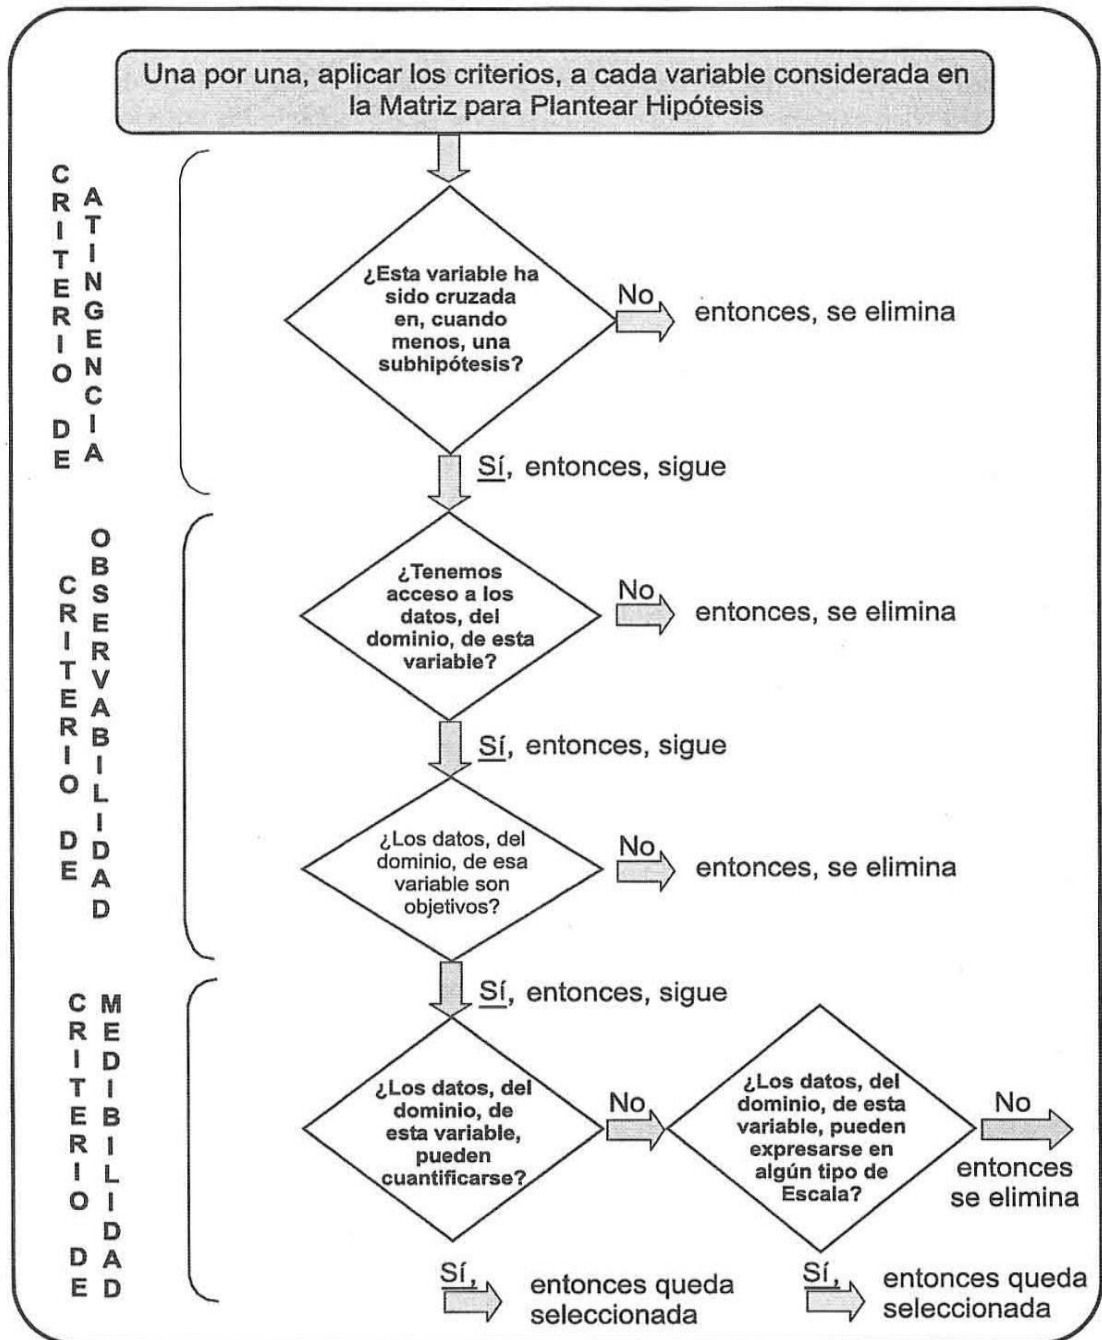 Una por una, aplicar los criterios, a cada variable considerada en
la Matriz para Plantear Hipótesis
CRITERIO DE
ATINGENCIA
¿Esta variable ha
sido cruzada
en, cuando
menos, una
subhipótesis?
No
entonces, se elimina
Sí, entonces, sigue
CRITERIO DE
OBSERVABILIDAD
¿Tenemos
acceso a los
datos, del
dominio, de esta
variable?
No
entonces, se elimina
Sí, entonces, sigue
¿Los datos, del
dominio, de esa
variable son
objetivos?
No
entonces, se elimina
Sí, entonces, sigue
CRITERIO DE
MEDIBILIDAD
¿Los datos, del
dominio, de
esta variable,
pueden
cuantificarse?
No
¿Los datos, del
dominio, de esta
variable, pueden
expresarse en
algún tipo de
Escala?
No
entonces
se elimina
Sí,
entonces queda
seleccionada
Sí,
entonces queda
seleccionada